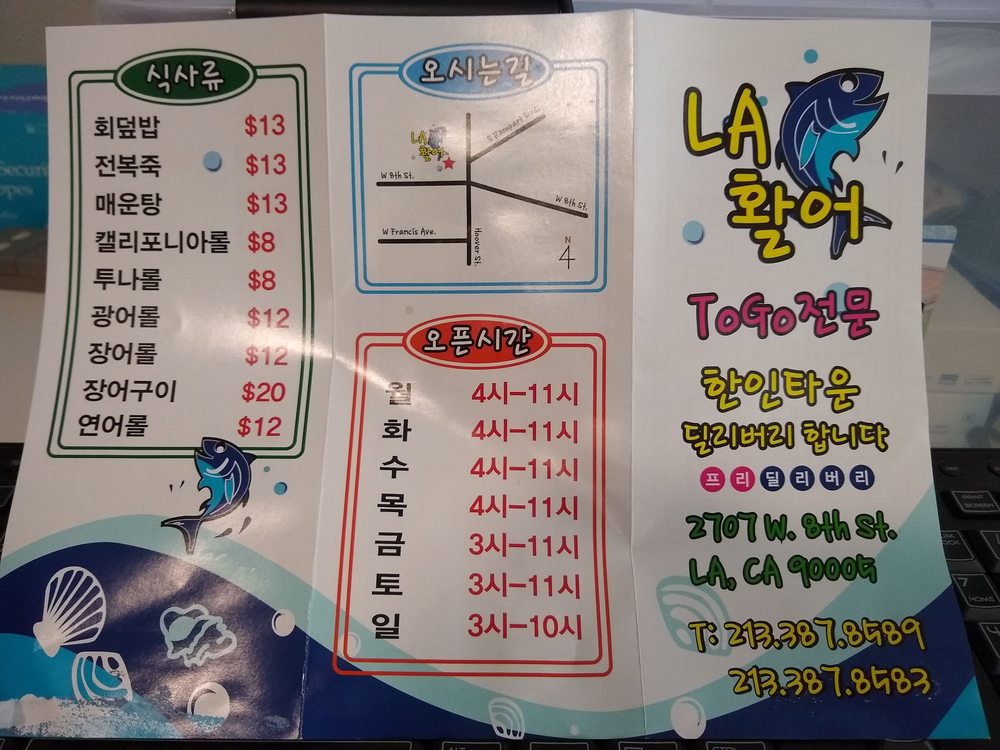 식사류
회덮밥 $13
전복죽 $13
매운탕 $13
캘리포니아롤 $8
투나롤 $8
광어롤 $12
장어롤 $12
장어구이 $20
연어롤 $12
오시는길
S Rampart Blvd.
LA
활어
W 8th St.
W 8th St.
W Francis Ave.
Hoover St.
N
오픈시간
월 4시-11시
화 4시-11시
수 4시-11시
목 4시-11시
금 3시-11시
토 3시-11시
일 3시-10시
LA
활어
ToGo전문
한인타운
딜리버리 합니다
프리딜리버리
2707 W. 8th St.
LA, CA 90005
T: 213.387.8589
213.387.8583